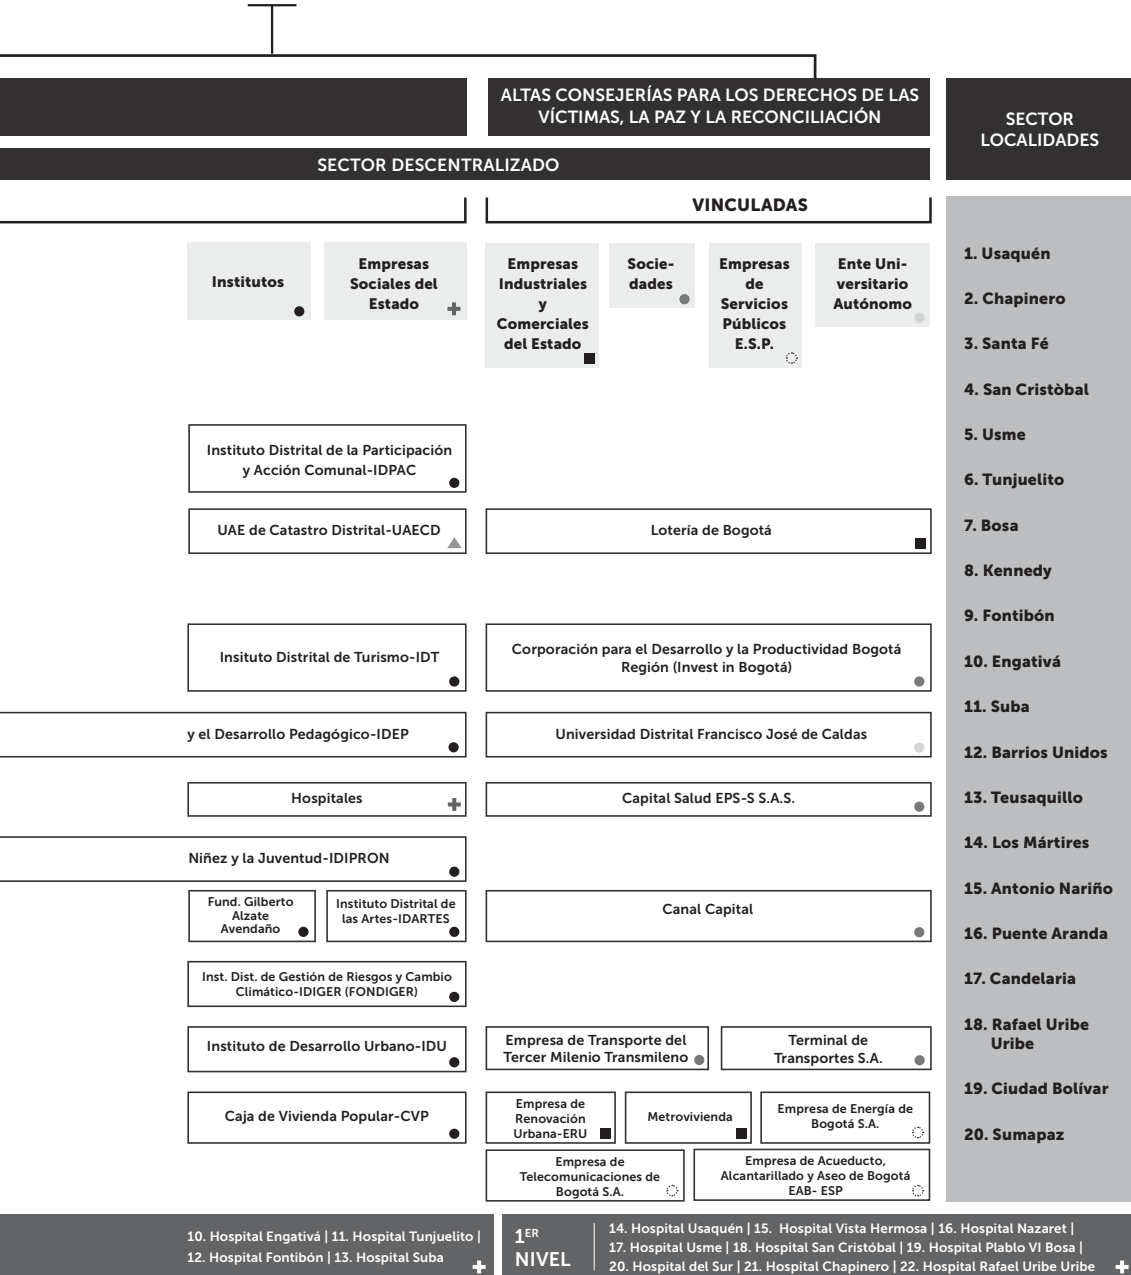 ALTAS CONSEJERÍAS PARA LOS DERECHOS DE LAS
VÍCTIMAS, LA PAZ Y LA RECONCILIACIÓN
SECTOR
LOCALIDADES
SECTOR DESCENTRALIZADO
VINCULADAS
Institutos
Empresas
Sociales del
Estado
Empresas
Industriales
y
Comerciales
del Estado
Socie-
dades
Empresas
de
Servicios
Públicos
E.S.P.
Ente Uni-
versitario
Autónomo
Instituto Distrital de la Participación
y Acción Comunal-IDPAC
UAE de Catastro Distrital-UAECD
Lotería de Bogotá
Insituto Distrital de Turismo-IDT
Corporación para el Desarrollo y la Productividad Bogotá
Región (Invest in Bogotá)
y el Desarrollo Pedagógico-IDEP
Universidad Distrital Francisco José de Caldas
Hospitales
Capital Salud EPS-S S.A.S.
Niñez y la Juventud-IDIPRON
Fund. Gilberto
Alzate
Avendaño
Instituto Distrital de
las Artes-IDARTES
Canal Capital
Inst. Dist. de Gestión de Riesgos y Cambio
Climático-IDIGER (FONDIGER)
Instituto de Desarrollo Urbano-IDU
Empresa de Transporte del
Tercer Milenio Transmileno
Terminal de
Transportes S.A.
Caja de Vivienda Popular-CVP
Empresa de
Renovación
Urbana-ERU
Metrovivienda
Empresa de Energía de
Bogotá S.A.
Empresa de
Telecomunicaciones de
Bogotá S.A.
Empresa de Acueducto,
Alcantarillado y Aseo de Bogotá
EAB- ESP
1. Usaquén
2. Chapinero
3. Santa Fé
4. San Cristòbal
5. Usme
6. Tunjuelito
7. Bosa
8. Kennedy
9. Fontibón
10. Engativá
11. Suba
12. Barrios Unidos
13. Teusaquillo
14. Los Mártires
15. Antonio Nariño
16. Puente Aranda
17. Candelaria
18. Rafael Uribe
Uribe
19. Ciudad Bolívar
20. Sumapaz
10. Hospital Engativá | 11. Hospital Tunjuelito |
12. Hospital Fontibón | 13. Hospital Suba
1ER
NIVEL
14. Hospital Usaquén | 15. Hospital Vista Hermosa | 16. Hospital Nazaret |
17. Hospital Usme | 18. Hospital San Cristóbal | 19. Hospital Plablo VI Bosa |
20. Hospital del Sur | 21. Hospital Chapinero | 22. Hospital Rafael Uribe Uribe